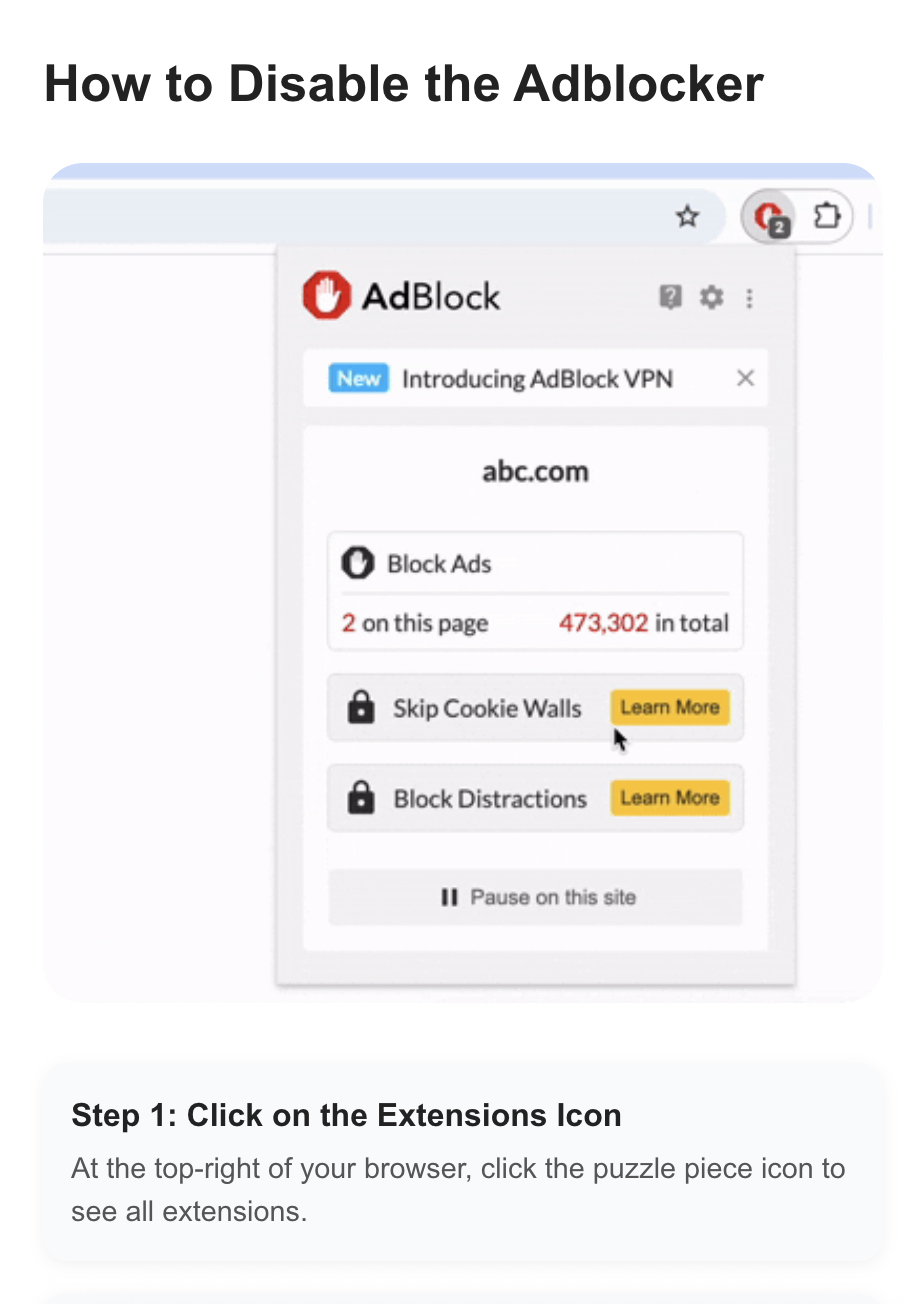 How to Disable the Adblocker
2
AdBlock
New Introducing AdBlock VPN
abc.com
Block Ads
2 on this page 473,302 in total
Skip Cookie Walls Learn More
Block Distractions Learn More
Pause on this site
Step 1: Click on the Extensions Icon
At the top-right of your browser, click the puzzle piece icon to
see all extensions.